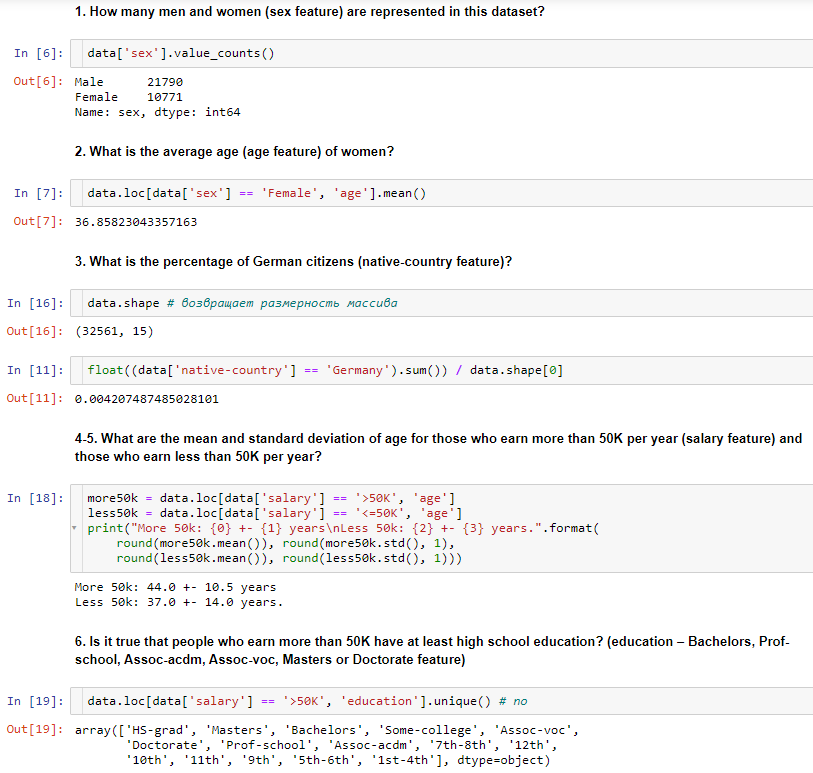 1. How many men and women (sex feature) are represented in this dataset?
In [6]: data['sex'].value_counts()
Out[6]: Male      21790
Female    10771
Name: sex, dtype: int64
2. What is the average age (age feature) of women?
In [7]: data.loc[data['sex'] == 'Female', 'age'].mean()
Out[7]: 36.85823043357163
3. What is the percentage of German citizens (native-country feature)?
In [16]: data.shape # возвращает размерность массива
Out[16]: (32561, 15)
In [11]: float((data['native-country'] == 'Germany').sum()) / data.shape[0]
Out[11]: 0.004207487485028101
4-5. What are the mean and standard deviation of age for those who earn more than 50K per year (salary feature) and
those who earn less than 50K per year?
In [18]: more50k = data.loc[data['salary'] == '>50K', 'age']
less50k = data.loc[data['salary'] == '<=50K', 'age']
print("More 50k: {0} +- {1} years\nLess 50k: {2} +- {3} years.".format(
    round(more50k.mean()), round(more50k.std(), 1),
    round(less50k.mean()), round(less50k.std(), 1)))
More 50k: 44.0 +- 10.5 years
Less 50k: 37.0 +- 14.0 years.
6. Is it true that people who earn more than 50K have at least high school education? (education – Bachelors, Prof-
school, Assoc-acdm, Assoc-voc, Masters or Doctorate feature)
In [19]: data.loc[data['salary'] == '>50K', 'education'].unique() # no
Out[19]: array(['HS-grad', 'Masters', 'Bachelors', 'Some-college', 'Assoc-voc',
       'Doctorate', 'Prof-school', 'Assoc-acdm', '7th-8th', '12th',
       '10th', '11th', '9th', '5th-6th', '1st-4th'], dtype=object)